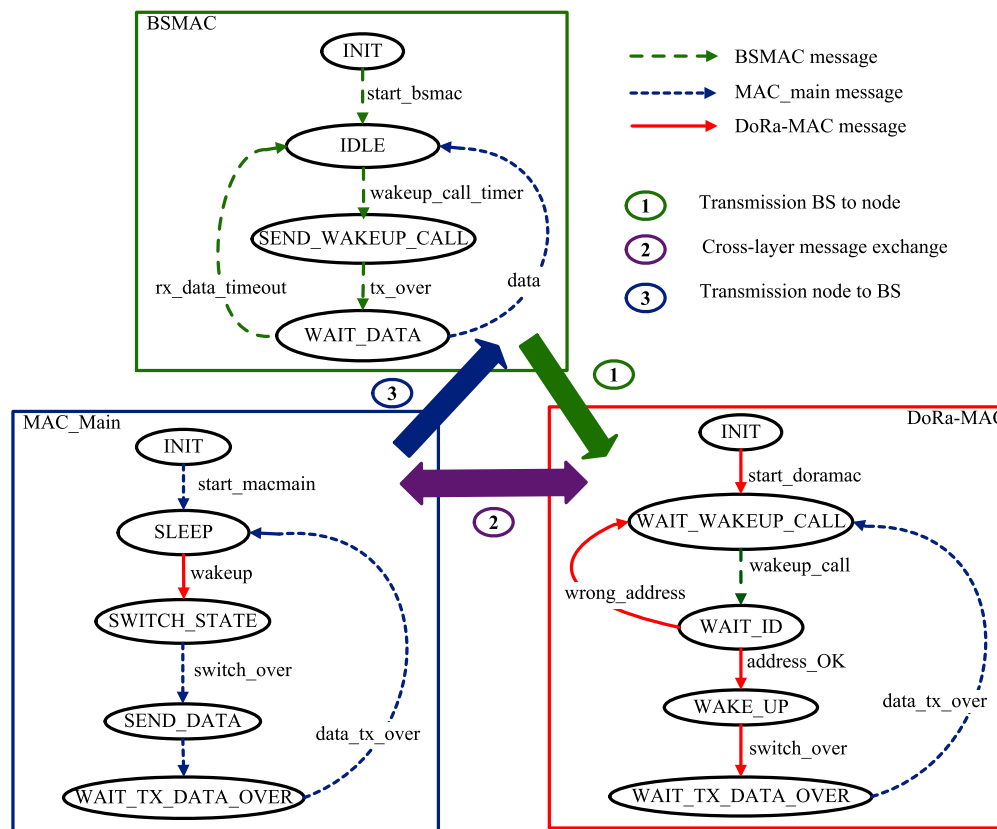 BSMAC
INIT
start_bsmac
IDLE
wakeup_call_timer
SEND_WAKEUP_CALL
rx_data_timeout
tx_over
data
WAIT_DATA
BSMAC message
MAC_main message
DoRa-MAC message
1 Transmission BS to node
2 Cross-layer message exchange
3 Transmission node to BS
1
3
2
MAC_Main
INIT
start_macmain
SLEEP
wakeup
SWITCH_STATE
switch_over
SEND_DATA
data_tx_over
WAIT_TX_DATA_OVER
DoRa-MAC
INIT
start_doramac
WAIT_WAKEUP_CALL
wakeup_call
wrong_address
WAIT_ID
address_OK
WAKE_UP
data_tx_over
switch_over
WAIT_TX_DATA_OVER